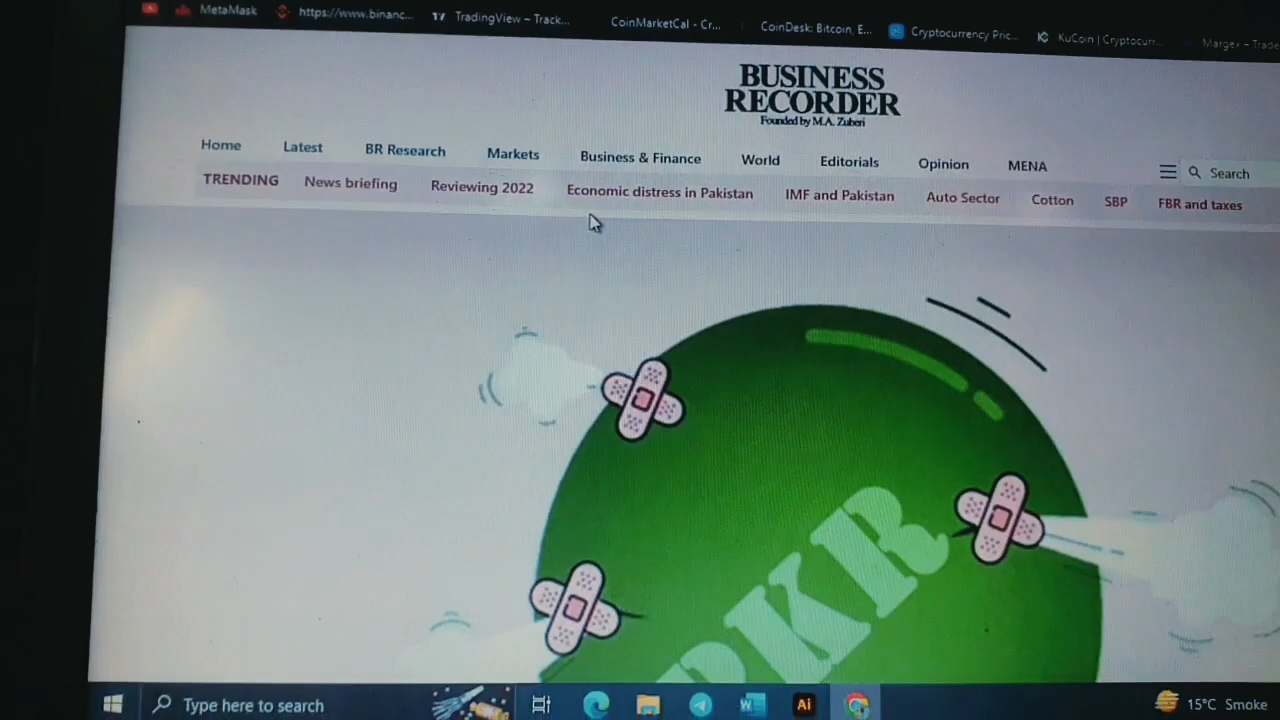 MetaMask
https://www.binanc...
TradingView – Track...
CoinMarketCal - Cr...
CoinDesk: Bitcoin, E...
Cryptocurrency Pric...
KuCoin | Cryptocurr...
Margex – Trade
BUSINESS
RECORDER
Founded by M.A. Zuberi
Home Latest BR Research Markets Business & Finance World Editorials Opinion MENA Search
TRENDING News briefing Reviewing 2022 Economic distress in Pakistan IMF and Pakistan Auto Sector Cotton SBP FBR and taxes
PKR
Type here to search
W
Ai
15°C Smoke